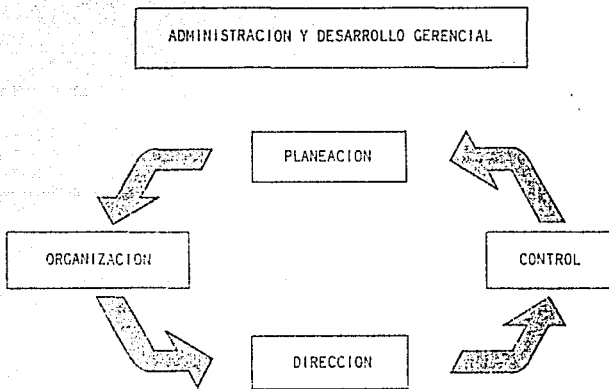 ADMINISTRACION Y DESARROLLO GERENCIAL
PLANEACION
ORGANIZACION
CONTROL
DIRECCION